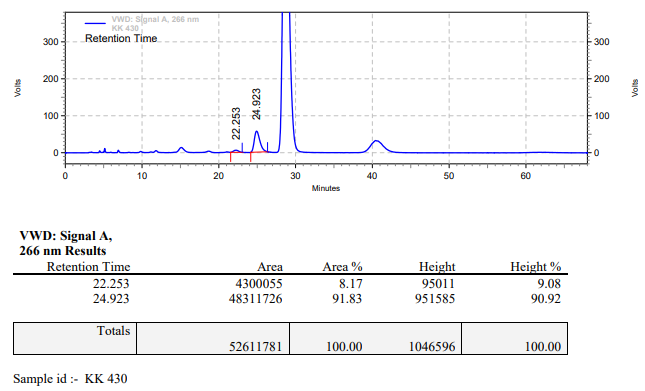 VWD: Signal A, 266 nm
KK 430
Retention Time
300
200
100
0
Volts
22.253
24.923
300
200
100
0
Volts
0 10 20 30 40 50 60
Minutes
VWD: Signal A,
266 nm Results
Retention Time Area Area % Height Height %
22.253 4300055 8.17 95011 9.08
24.923 48311726 91.83 951585 90.92
Totals
52611781 100.00 1046596 100.00
Sample id :- KK 430